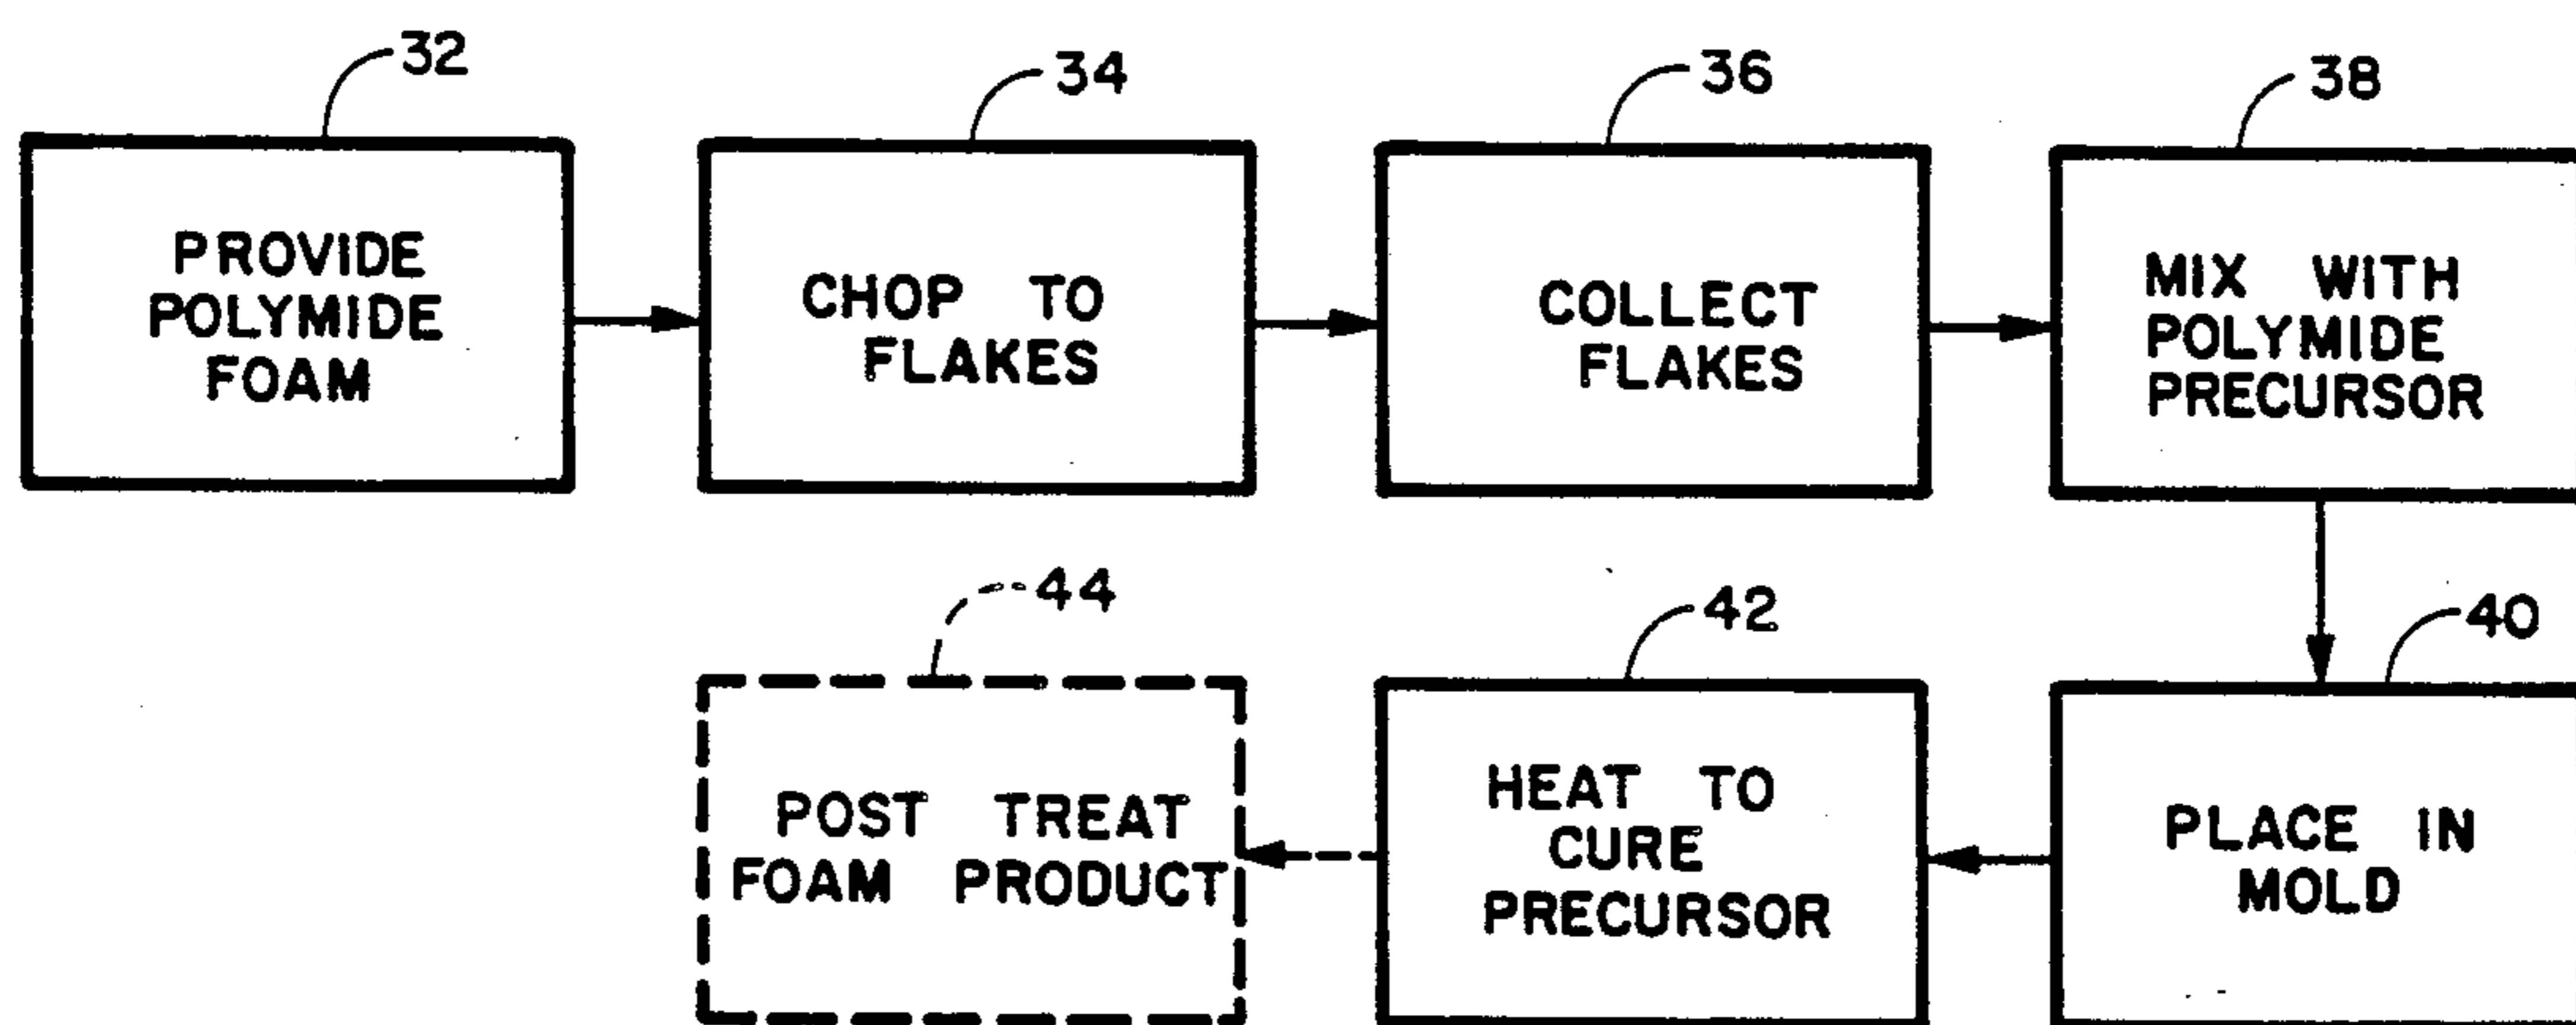 32
PROVIDE
POLYMIDE
FOAM
34
CHOP TO
FLAKES
36
COLLECT
FLAKES
38
MIX WITH
POLYMIDE
PRECURSOR
40
PLACE IN
MOLD
42
HEAT TO
CURE
PRECURSOR
44
POST TREAT
FOAM PRODUCT